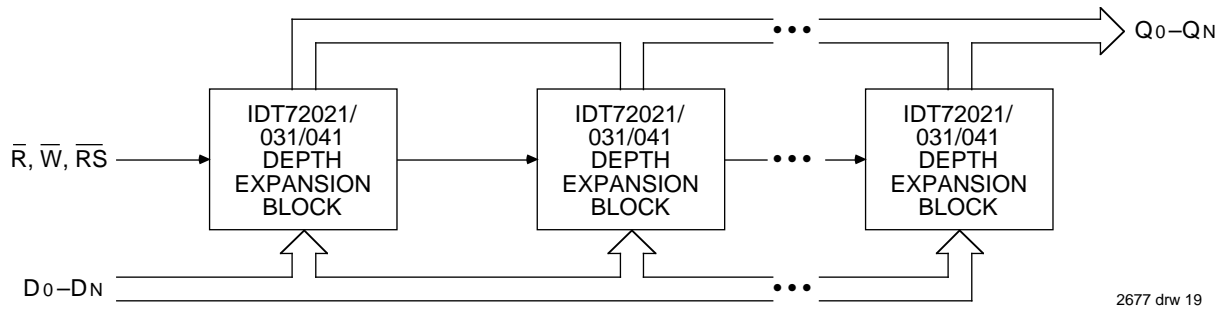 Q0–QN
IDT72021/
031/041
DEPTH
EXPANSION
BLOCK
IDT72021/
031/041
DEPTH
EXPANSION
BLOCK
IDT72021/
031/041
DEPTH
EXPANSION
BLOCK
R̅, W̅, R̅S̅
D0–DN
2677 drw 19